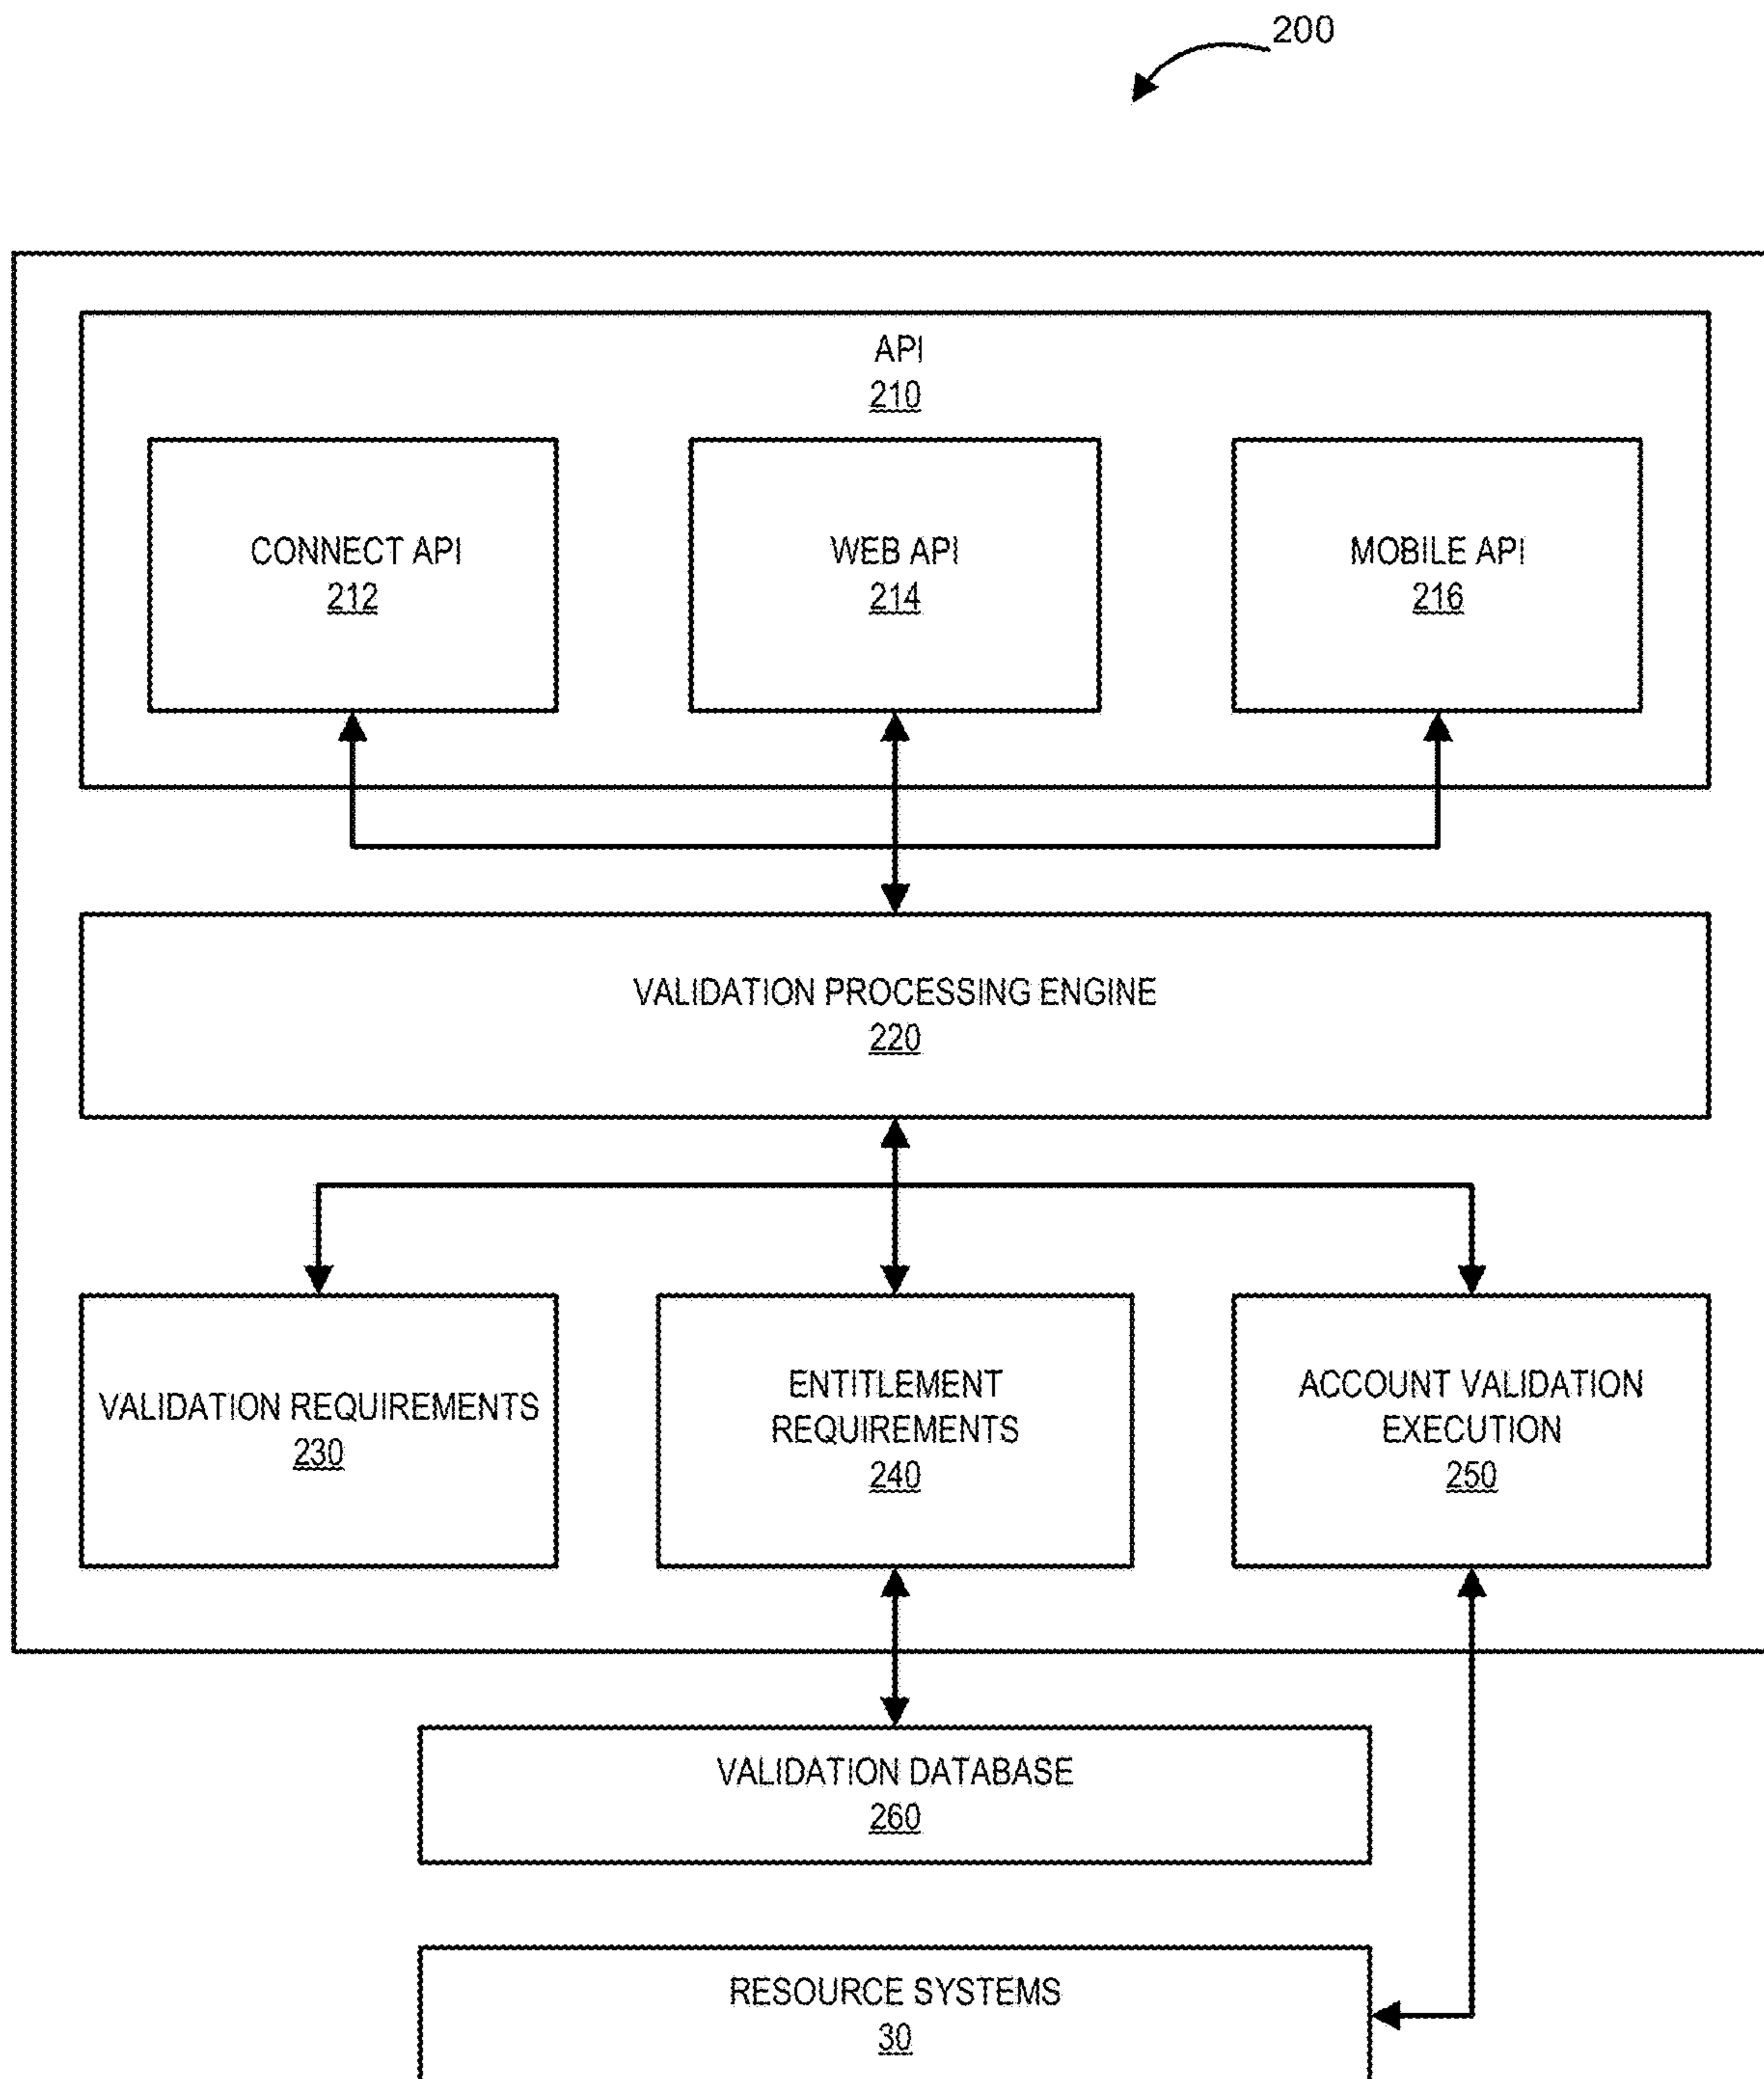 200
API
210
CONNECT API
212
WEB API
214
MOBILE API
216
VALIDATION PROCESSING ENGINE
220
VALIDATION REQUIREMENTS
230
ENTITLEMENT
REQUIREMENTS
240
ACCOUNT VALIDATION
EXECUTION
250
VALIDATION DATABASE
260
RESOURCE SYSTEMS
30